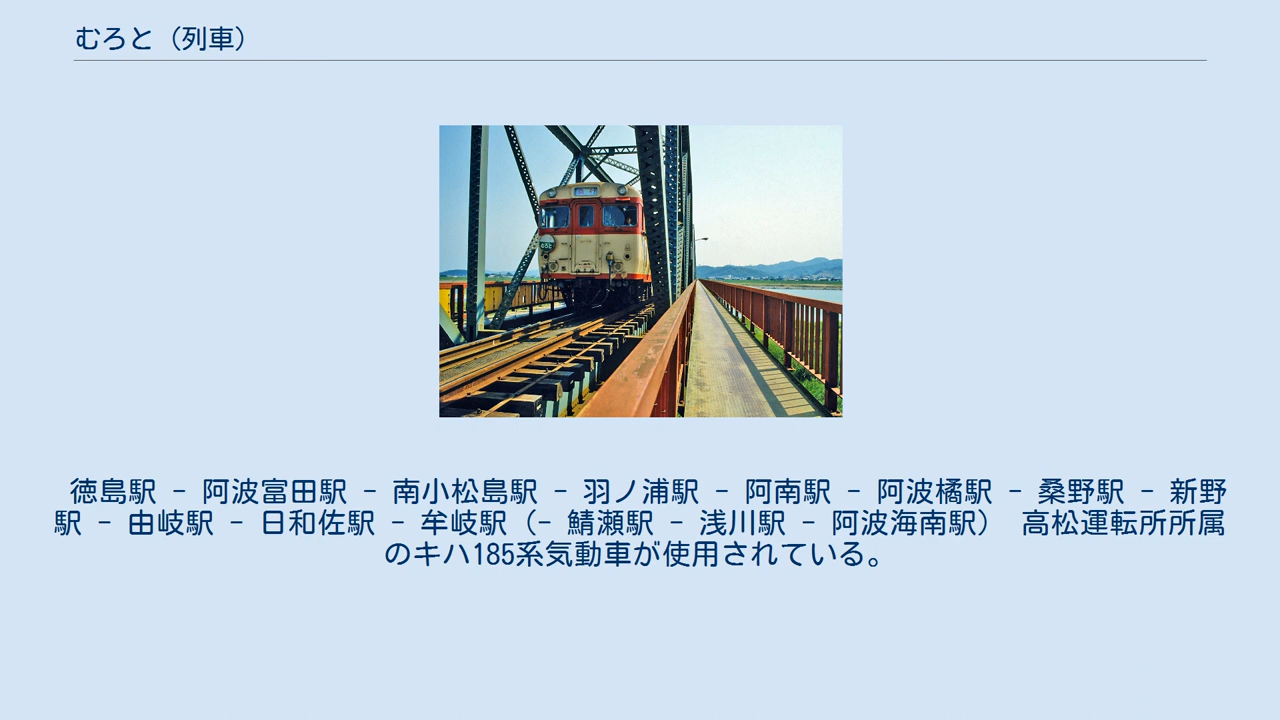 むろと（列車）
徳島駅 - 阿波富田駅 - 南小松島駅 - 羽ノ浦駅 - 阿南駅 - 阿波橘駅 - 桑野駅 - 新野
駅 - 由岐駅 - 日和佐駅 - 牟岐駅（- 鯖瀬駅 - 浅川駅 - 阿波海南駅） 高松運転所所属
のキハ185系気動車が使用されている。